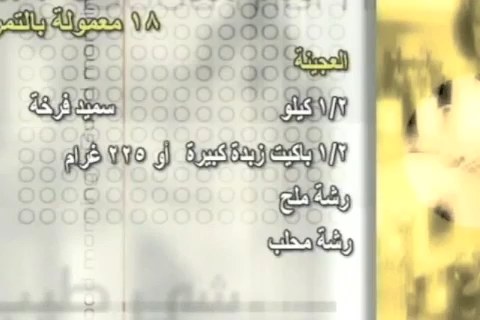 ١٨ معمولة بالتمر
العجينة
١/٢ كيلو سميد فرخة
١/٢ باكيت زبدة كبيرة أو ٢٢٥ غرام
رشة ملح
رشة محلب